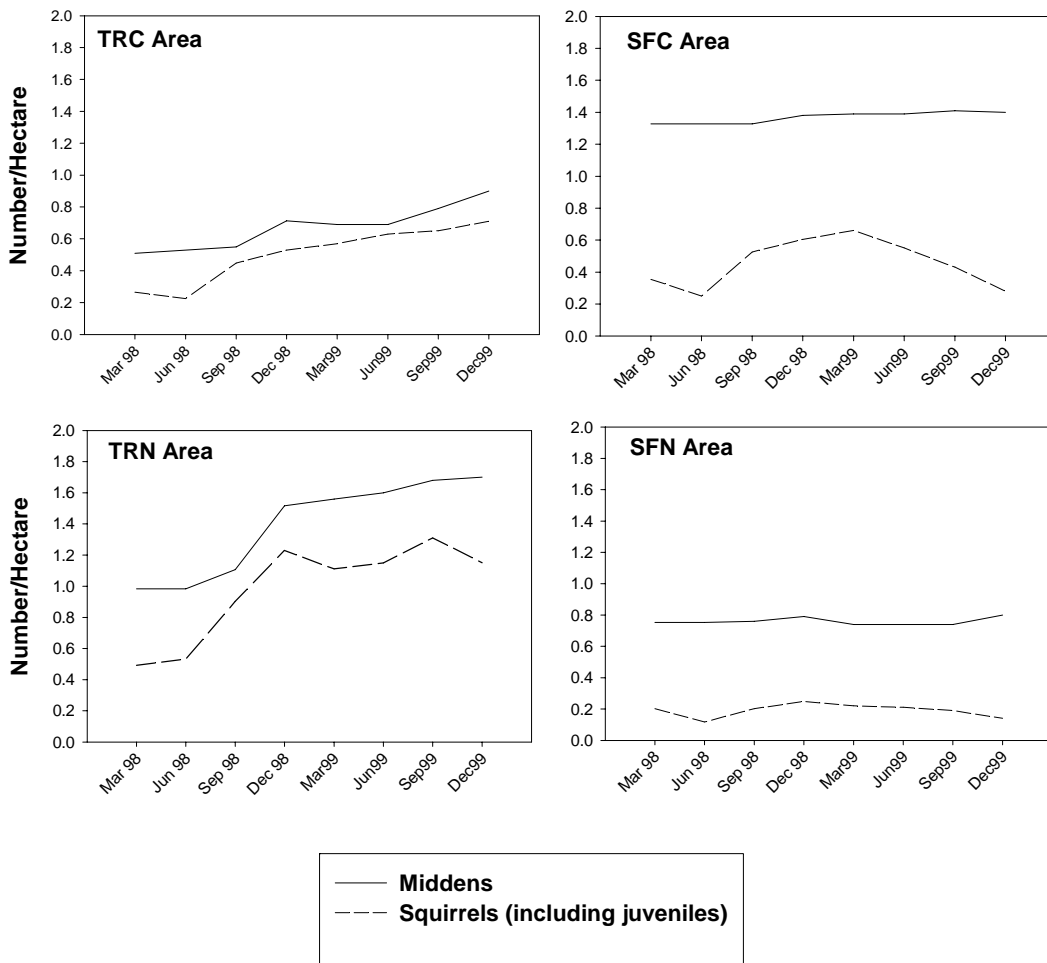 TRC Area
Number/Hectare
2.0
1.8
1.6
1.4
1.2
1.0
0.8
0.6
0.4
0.2
0.0
Mar 98
Jun 98
Sep 98
Dec 98
Mar99
Jun99
Sep99
Dec99
SFC Area
2.0
1.8
1.6
1.4
1.2
1.0
0.8
0.6
0.4
0.2
0.0
Mar 98
Jun 98
Sep 98
Dec 98
Mar99
Jun99
Sep99
Dec99
TRN Area
Number/Hectare
2.0
1.8
1.6
1.4
1.2
1.0
0.8
0.6
0.4
0.2
0.0
Mar 98
Jun 98
Sep 98
Dec 98
Mar99
Jun99
Sep99
Dec99
SFN Area
2.0
1.8
1.6
1.4
1.2
1.0
0.8
0.6
0.4
0.2
0.0
Mar 98
Jun 98
Sep 98
Dec 98
Mar99
Jun99
Sep99
Dec99
Middens
Squirrels (including juveniles)